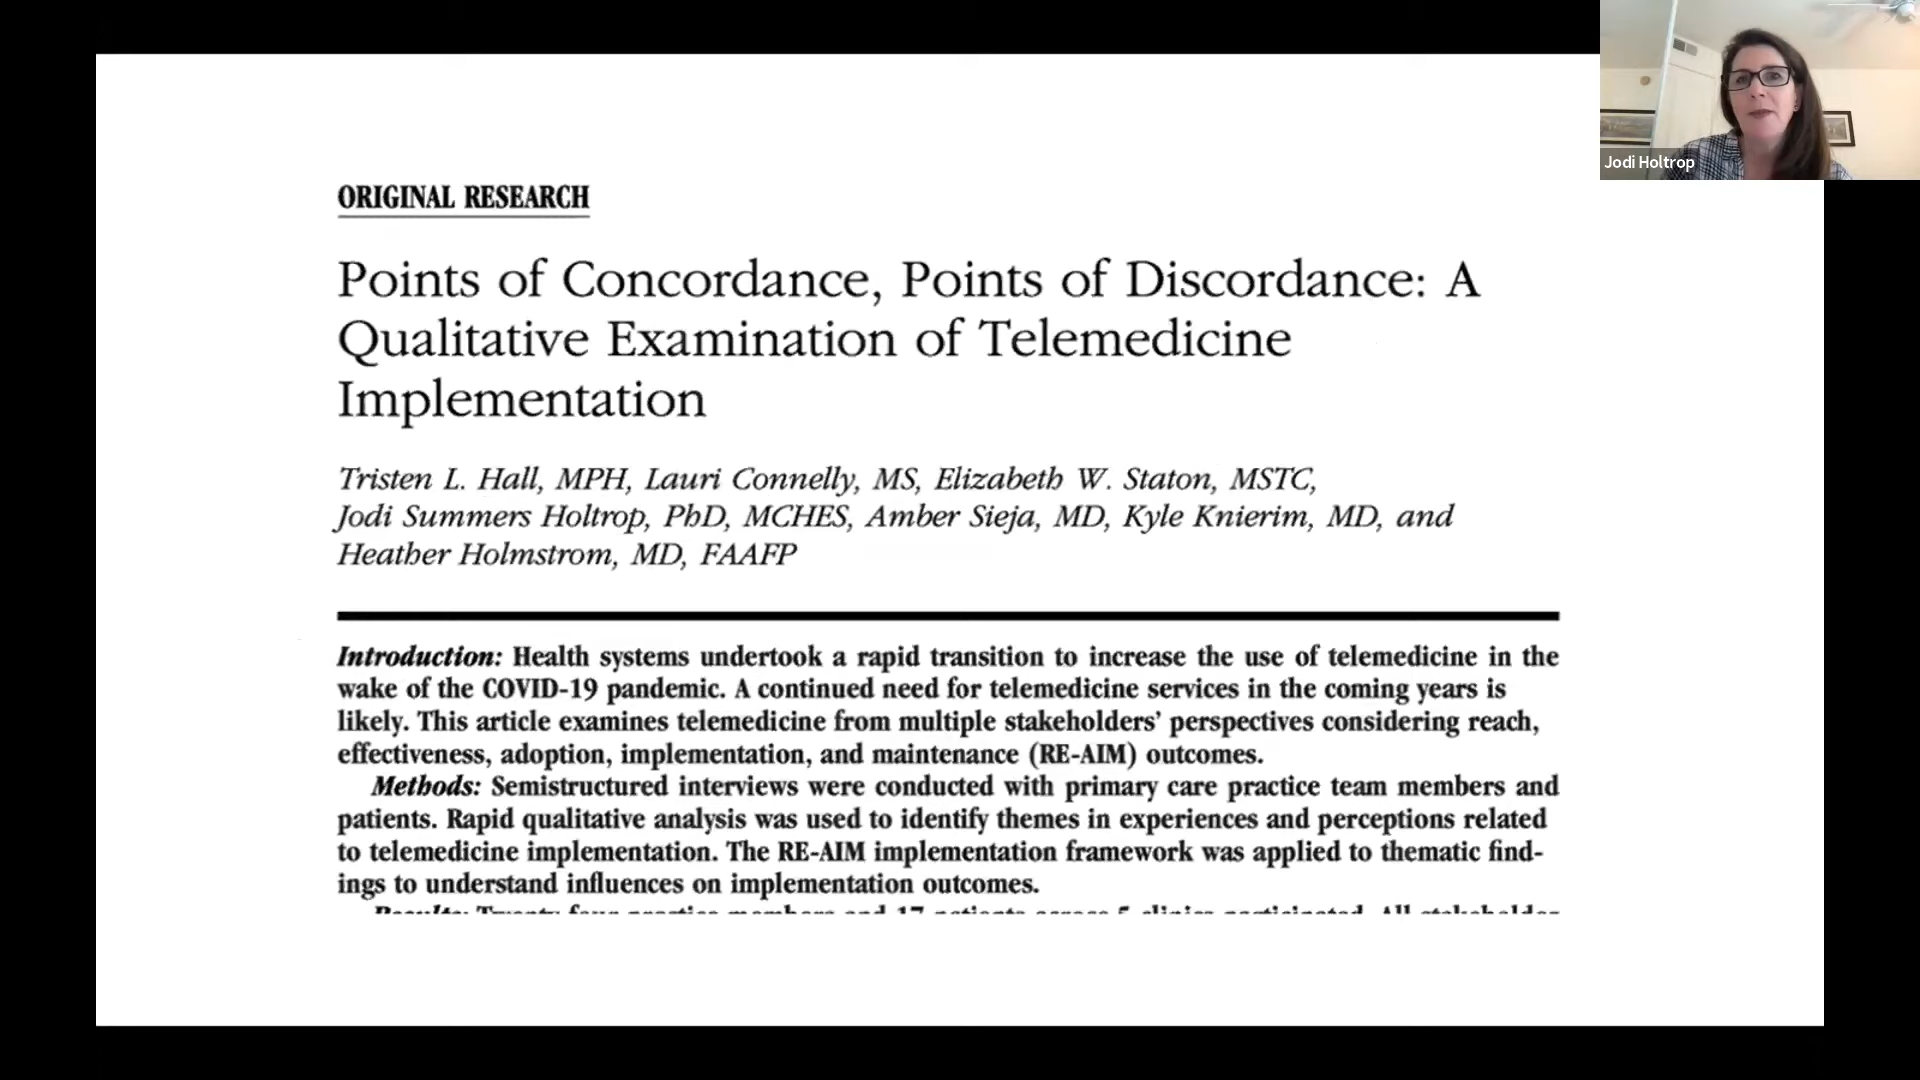 ORIGINAL RESEARCH
Points of Concordance, Points of Discordance: A
Qualitative Examination of Telemedicine
Implementation
Tristen L. Hall, MPH, Lauri Connelly, MS, Elizabeth W. Staton, MSTC,
Jodi Summers Holtrop, PhD, MCHES, Amber Sieja, MD, Kyle Knierim, MD, and
Heather Holmstrom, MD, FAAFP
Introduction: Health systems undertook a rapid transition to increase the use of telemedicine in the
wake of the COVID-19 pandemic. A continued need for telemedicine services in the coming years is
likely. This article examines telemedicine from multiple stakeholders’ perspectives considering reach,
effectiveness, adoption, implementation, and maintenance (RE-AIM) outcomes.
Methods: Semistructured interviews were conducted with primary care practice team members and
patients. Rapid qualitative analysis was used to identify themes in experiences and perceptions related
to telemedicine implementation. The RE-AIM implementation framework was applied to thematic find-
ings to understand influences on implementation outcomes.
Jodi Holtrop